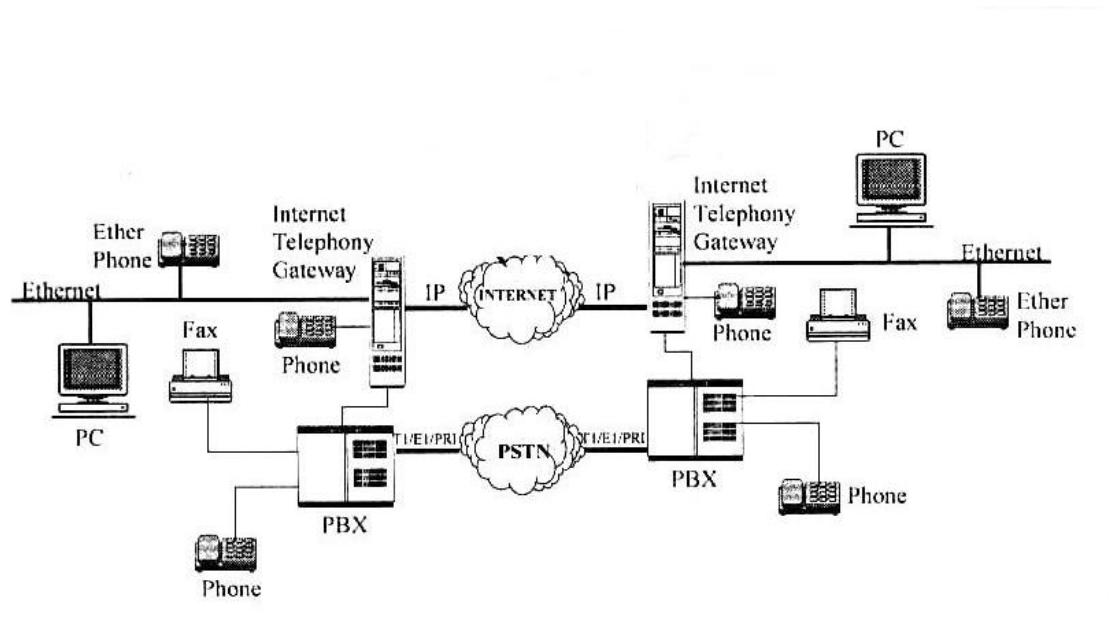 PC
Internet
Telephony
Gateway
Ether
Phone
Internet
Telephony
Gateway
Ethernet
Ethernet
IP
INTERNET
IP
Phone
Fax
Ether
Phone
Fax
Phone
PC
T1/E1/PRI
PSTN
T1/E1/PRI
PBX
PBX
Phone
Phone